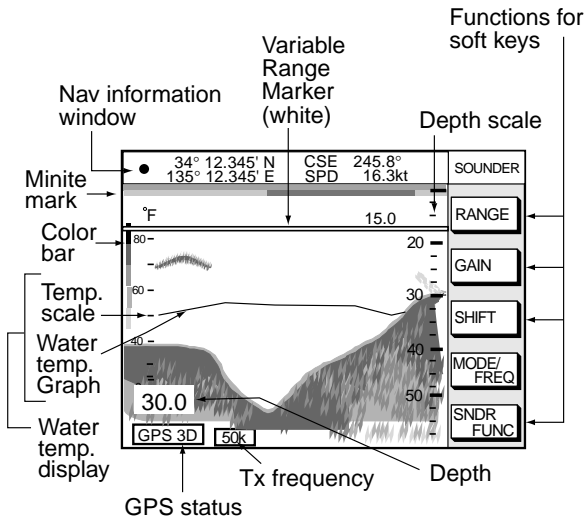 Functions for
soft keys
Variable
Range
Marker
(white)
Nav information
window
Depth scale
34° 12.345' N CSE 245.8°
135° 12.345' E SPD 16.3kt
SOUNDER
Minite
mark
°F
15.0
RANGE
Color
bar
80
20
GAIN
Temp.
scale
60
30
SHIFT
Water
temp.
Graph
40
40
MODE/
FREQ
30.0
50
SNDR
FUNC
Water
temp.
display
GPS 3D
50k
Tx frequency
Depth
GPS status